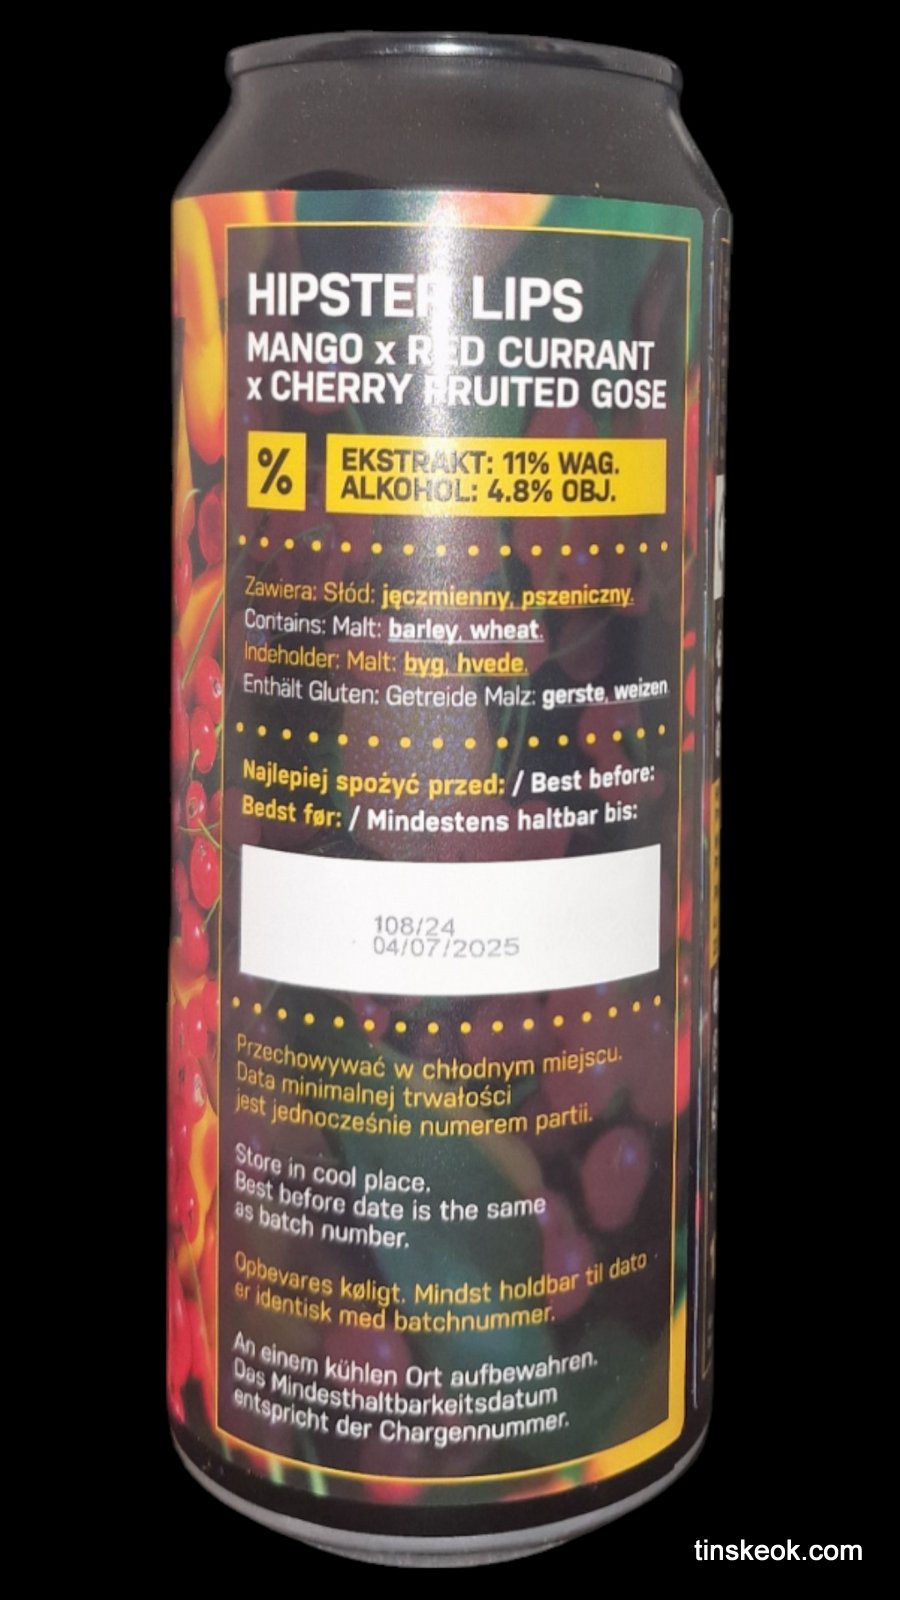 HIPSTER LIPS
MANGO x RED CURRANT
x CHERRY FRUITED GOSE
%
EKSTRAKT: 11% WAG.
ALKOHOL: 4.8% OBJ.
Zawiera: Słód: jęczmienny, pszeniczny.
Contains: Malt: barley, wheat.
Indeholder: Malt: byg, hvede.
Enthält Gluten: Getreide Malz: gerste, weizen
Najlepiej spożyć przed: / Best before:
Bedst før: / Mindestens haltbar bis:
108/24
04/07/2025
Przechowywać w chłodnym miejscu.
Data minimalnej trwałości
jest jednocześnie numerem partii.
Store in cool place.
Best before date is the same
as batch number.
Opbevares køligt. Mindst holdbar til dato
er identisk med batchnummer.
An einem kühlen Ort aufbewahren.
Das Mindesthaltbarkeitsdatum
entspricht der Chargennummer.
tinskeok.com